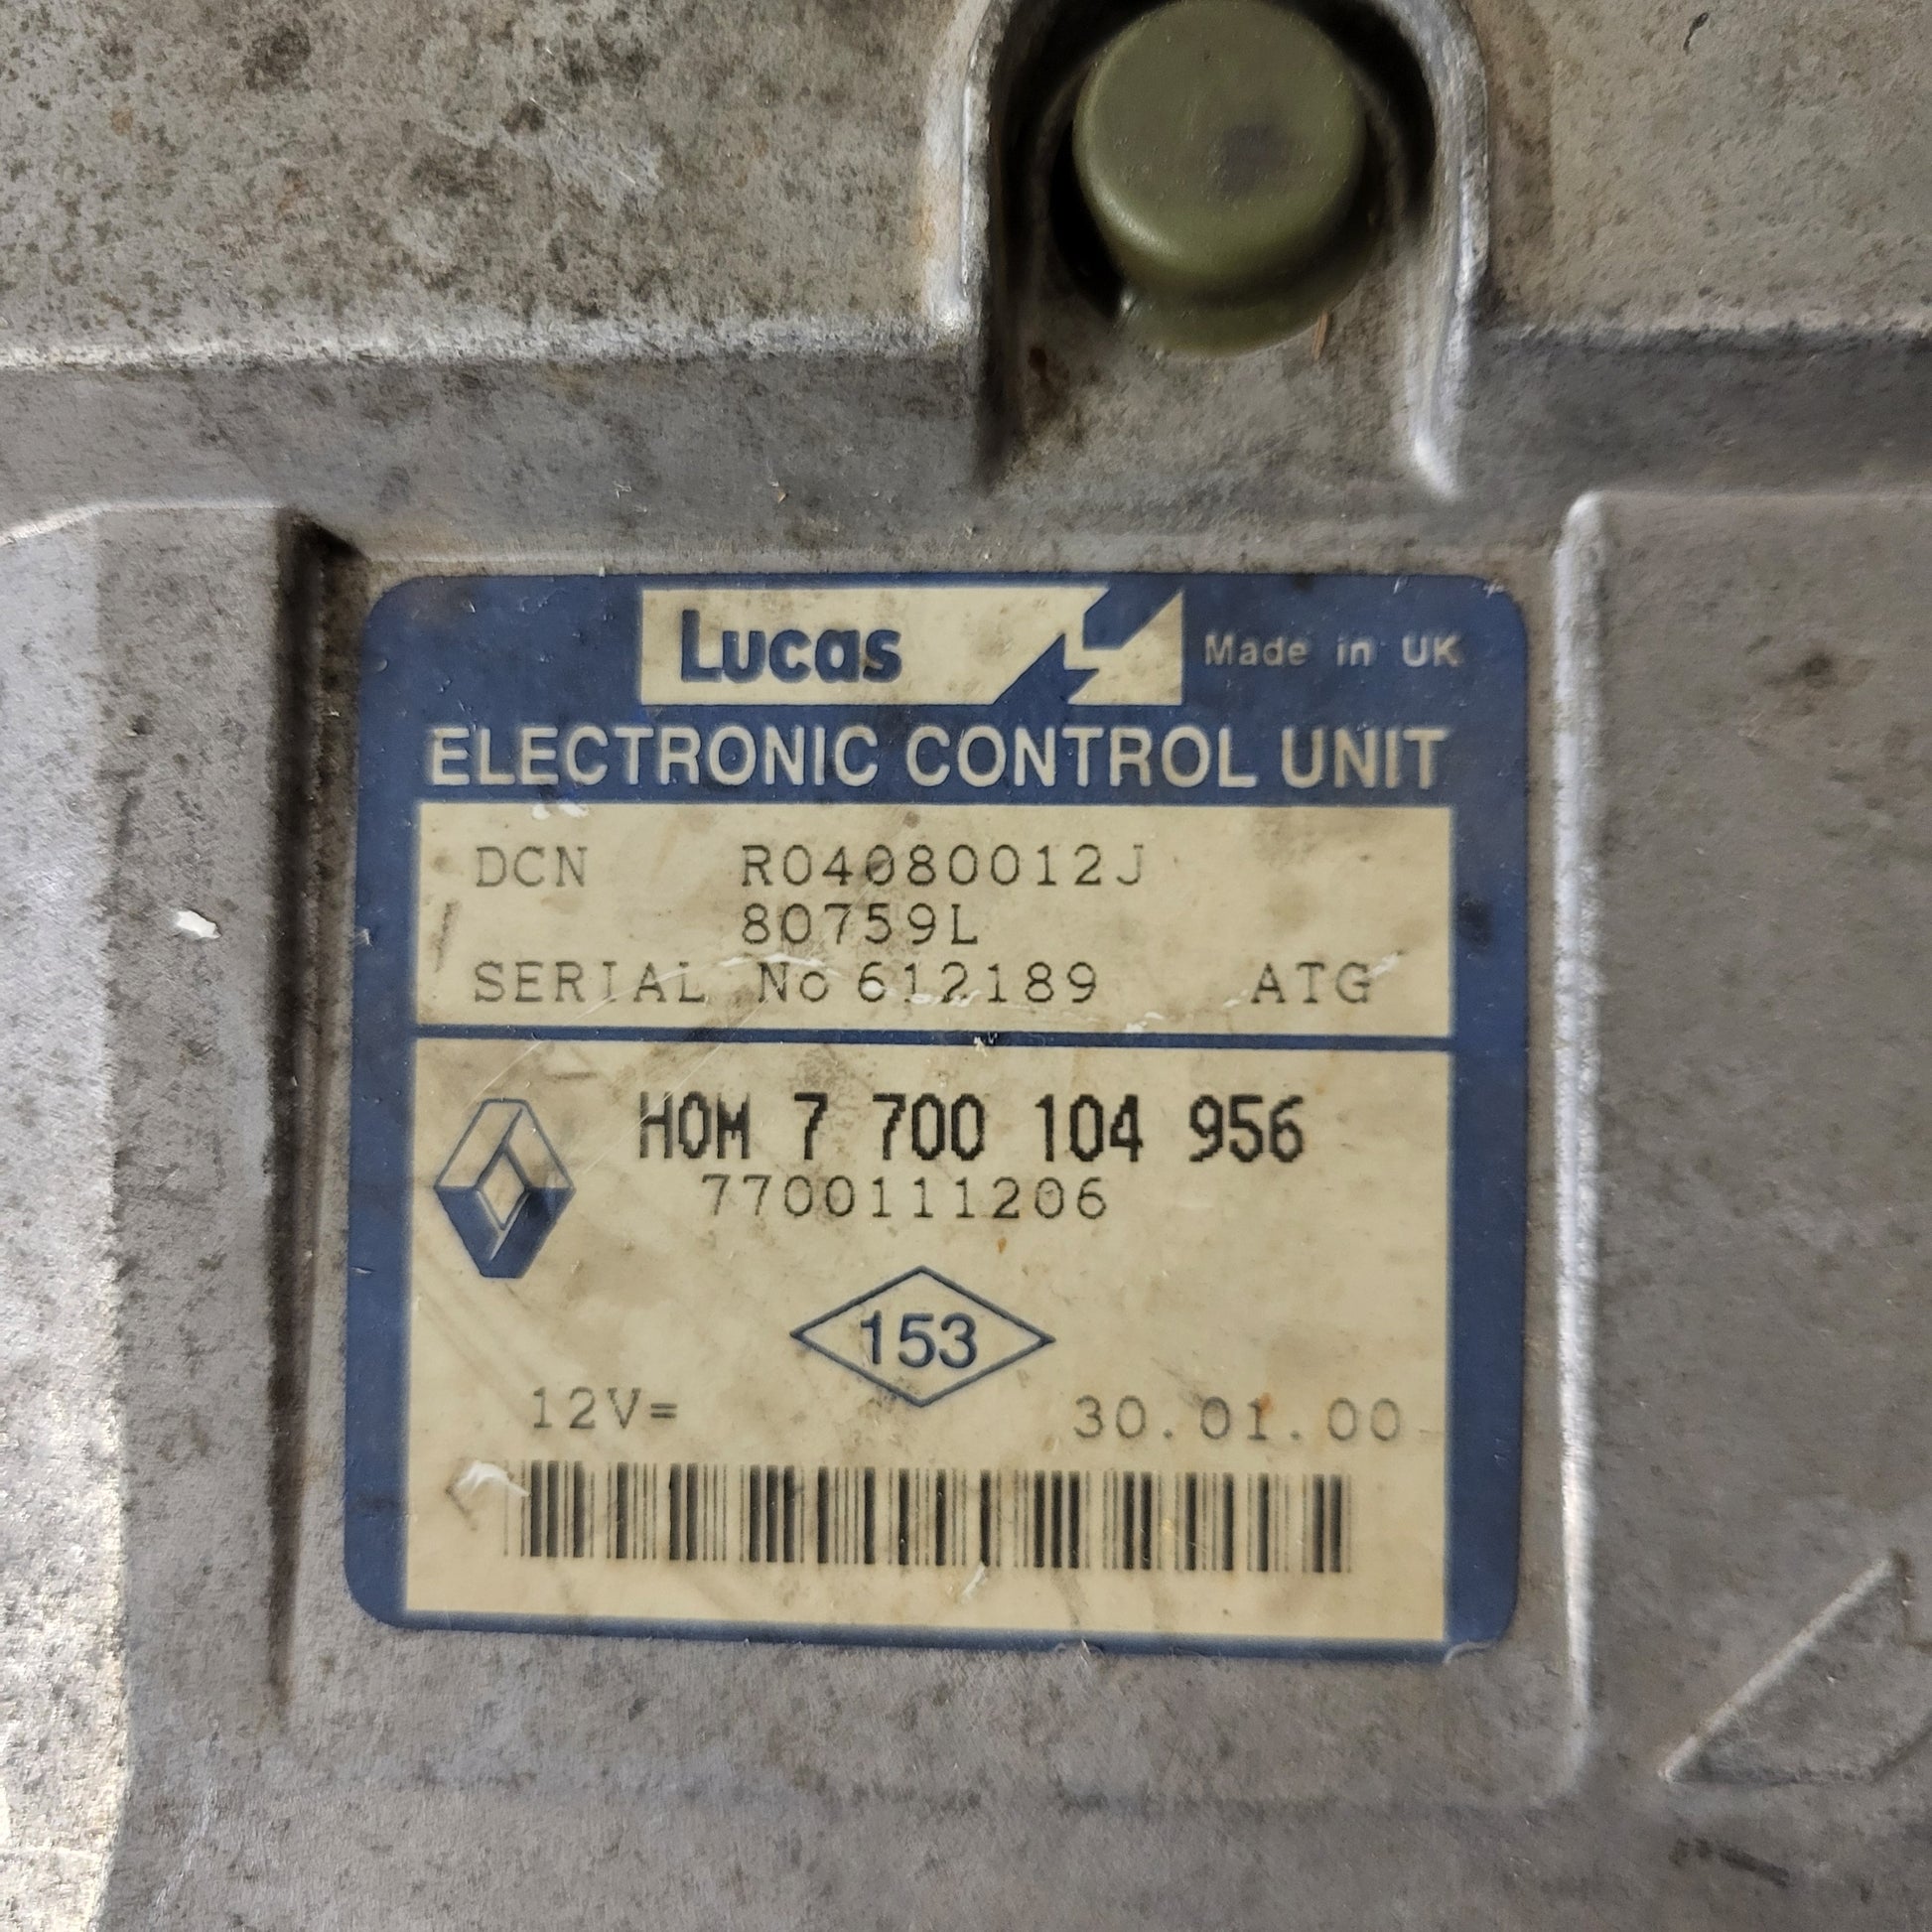 Lucas Made in UK
ELECTRONIC CONTROL UNIT
DCN R04080012J
80759L
SERIAL No 612189 ATG
HOM 7 700 104 956
7700111206
153
12V= 30.01.00